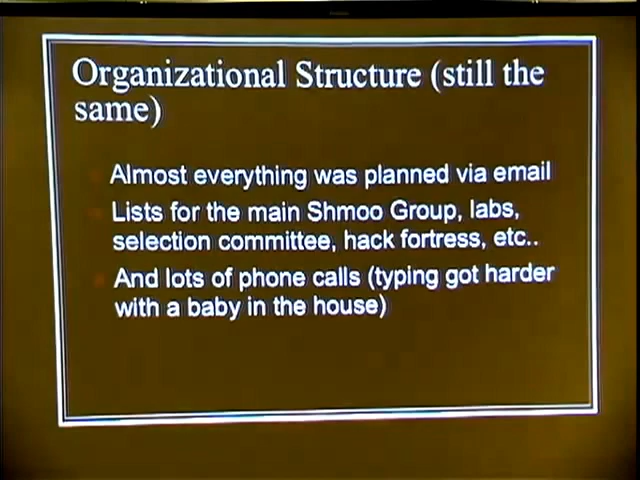 Organizational Structure (still the
same)
Almost everything was planned via email
Lists for the main Shmoo Group, labs,
selection committee, hack fortress, etc..
And lots of phone calls (typing got harder
with a baby in the house)